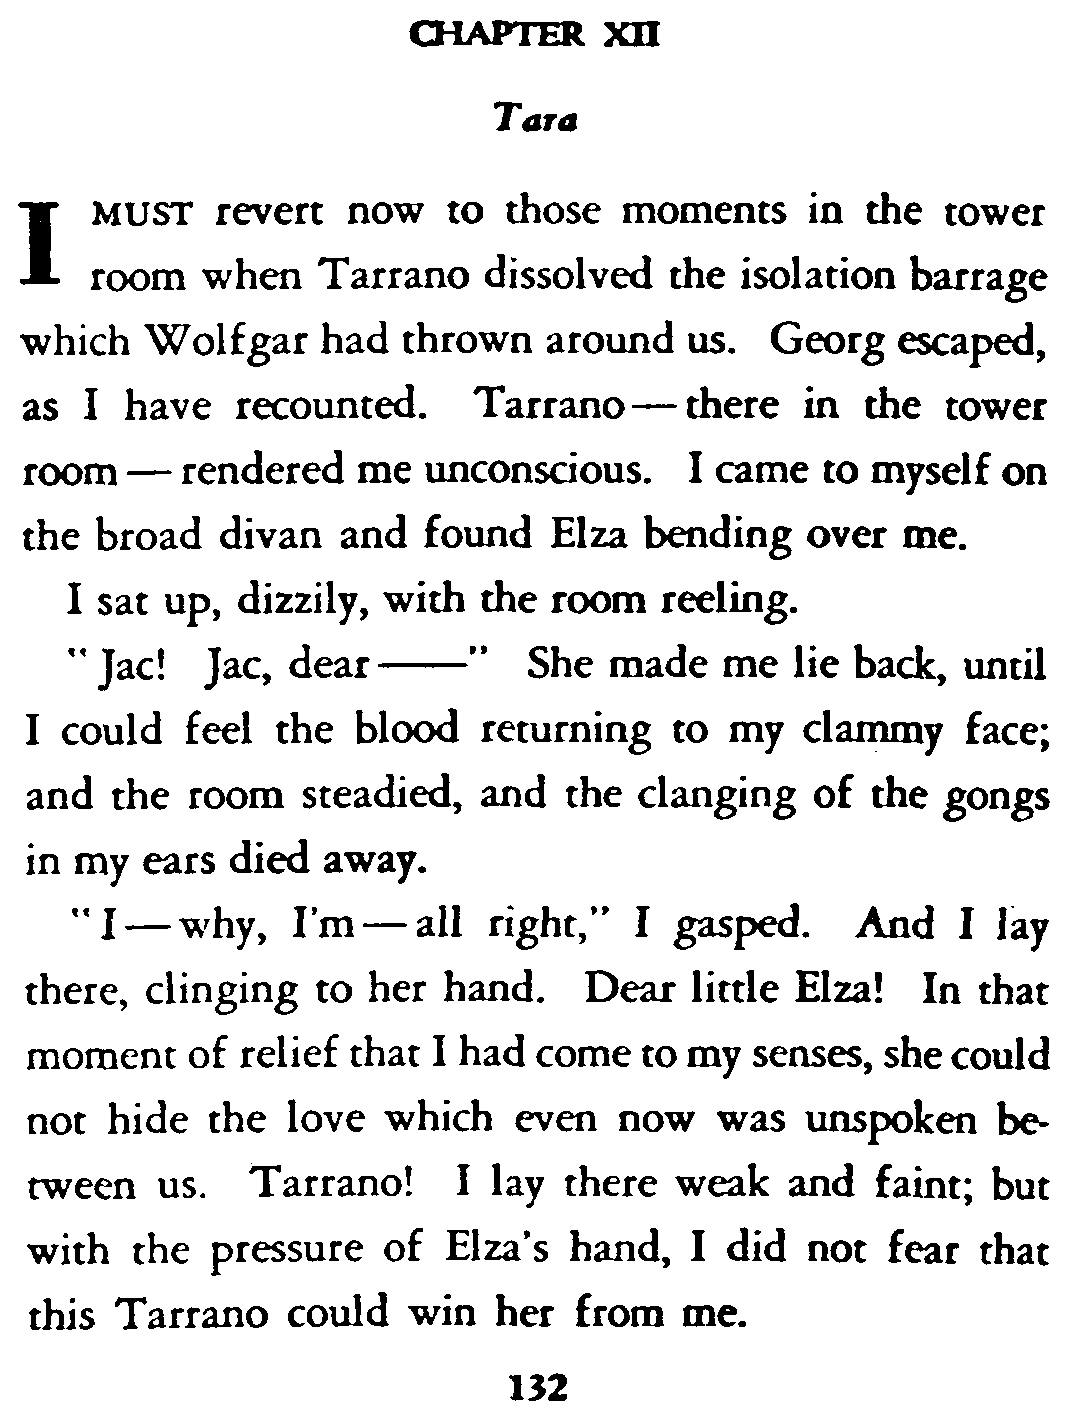 CHAPTER XII
Tara
I MUST revert now to those moments in the tower
room when Tarrano dissolved the isolation barrage
which Wolfgar had thrown around us. Georg escaped,
as I have recounted. Tarrano—there in the tower
room—rendered me unconscious. I came to myself on
the broad divan and found Elza bending over me.
I sat up, dizzily, with the room reeling.
"Jac! Jac, dear——" She made me lie back, until
I could feel the blood returning to my clammy face;
and the room steadied, and the clanging of the gongs
in my ears died away.
"I—why, I'm—all right," I gasped. And I lay
there, clinging to her hand. Dear little Elza! In that
moment of relief that I had come to my senses, she could
not hide the love which even now was unspoken be-
tween us. Tarrano! I lay there weak and faint; but
with the pressure of Elza's hand, I did not fear that
this Tarrano could win her from me.
132